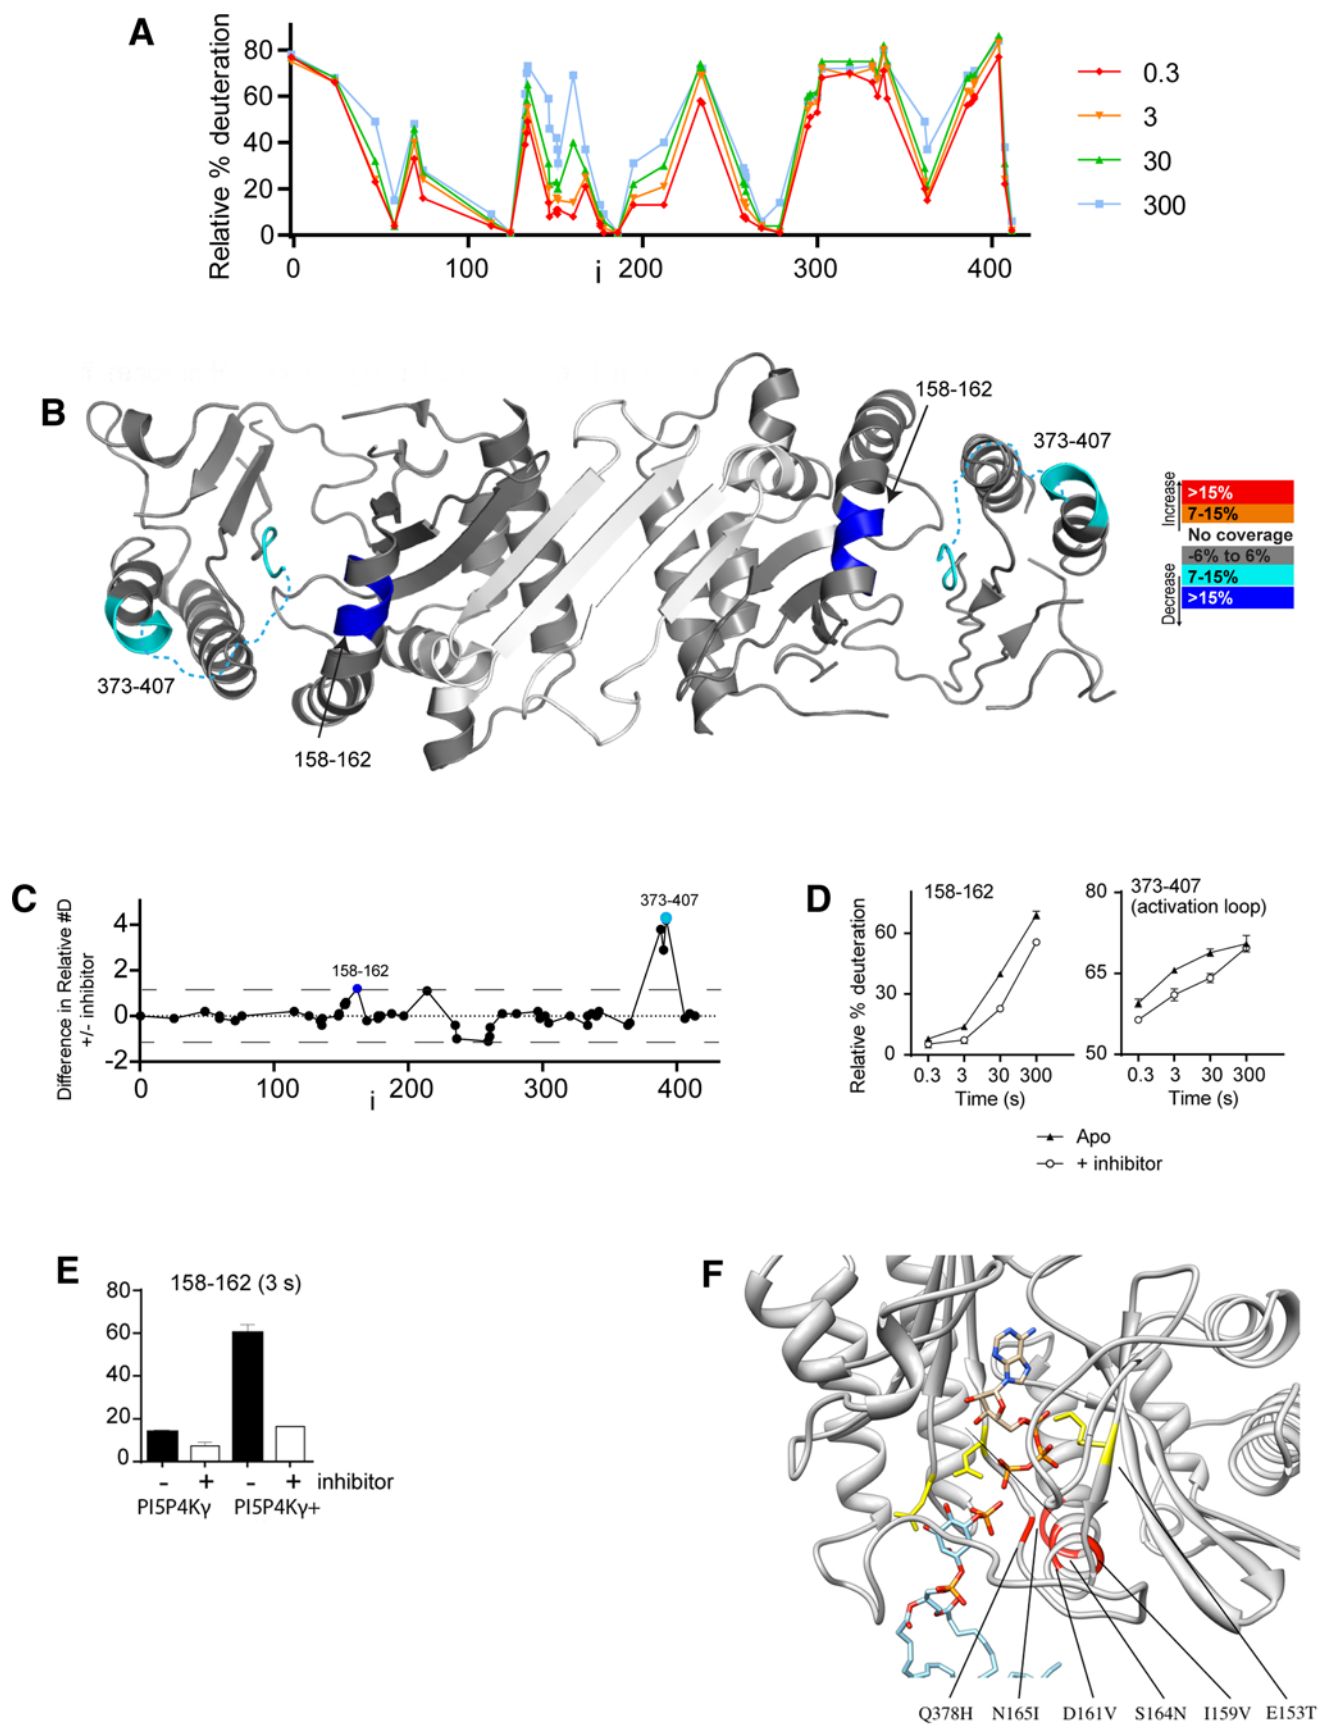 A
Relative % deuteration
80
60
40
20
0
0
100
i
200
300
400
0.3
3
30
300
B
158-162
373-407
373-407
158-162
Increase
>15%
7-15%
No coverage
-6% to 6%
7-15%
>15%
Decrease
C
Difference in Relative #D
+/- inhibitor
4
2
0
-2
158-162
373-407
0
100
i
200
300
400
D
Relative % deuteration
158-162
60
30
0
0.3 3 30 300
Time (s)
373-407
(activation loop)
80
65
50
0.3 3 30 300
Time (s)
Apo
+ inhibitor
E
158-162 (3 s)
80
60
40
20
0
- + - + inhibitor
PI5P4Kγ PI5P4Kγ+
F
Q378H N165I D161V S164N I159V E153T